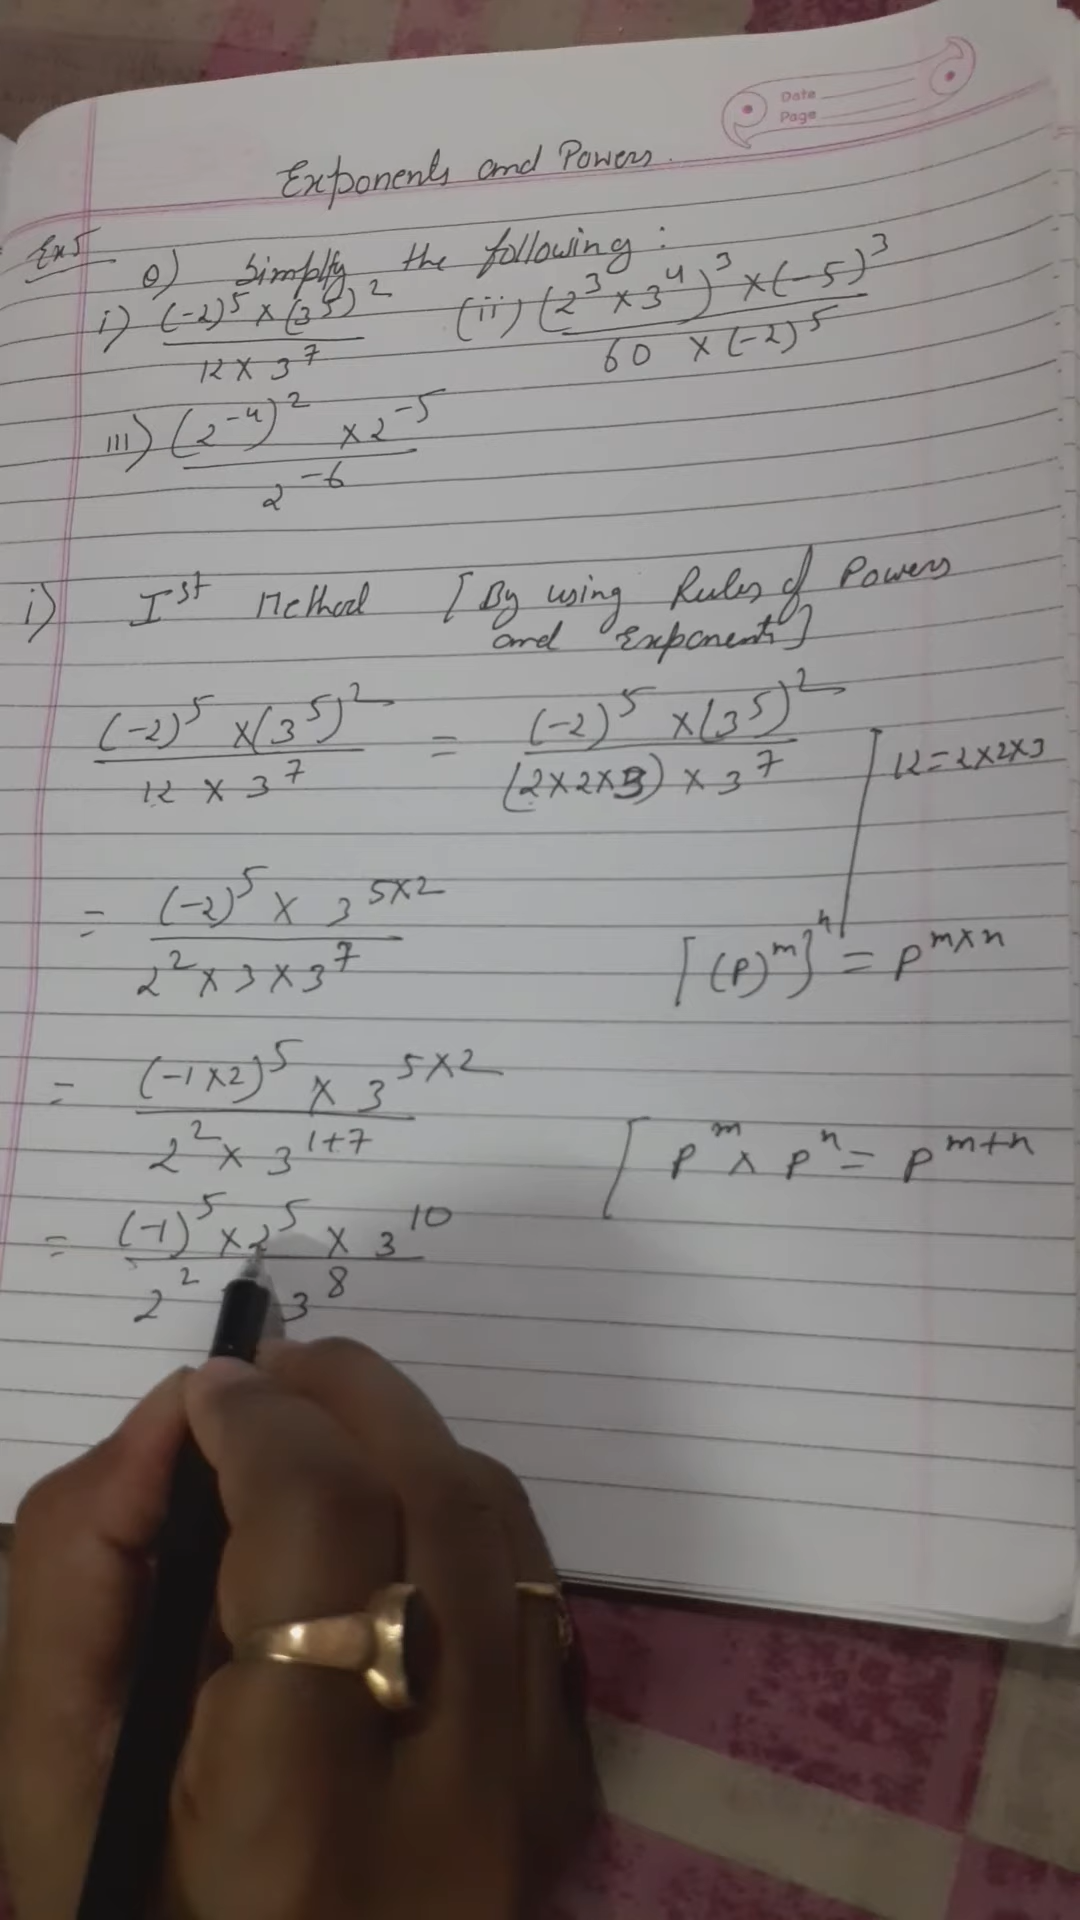 Date
Page
Exponents and Powers.
Ex 5
Q) Simplify the following :
i) (-2)^5 × (3^5)^2 / 12 × 3^7 (ii) (2^3 × 3^4)^3 × (-5)^3 / 60 × (-2)^5
iii) (2^-4)^2 × 2^-5 / 2^-6
i) Ist Method [By using Rules of Powers
and Exponents]
(-2)^5 × (3^5)^2 / 12 × 3^7 = (-2)^5 × (3^5)^2 / (2×2×3) × 3^7 [12 = 2×2×3
= (-2)^5 × 3^5×2 / 2^2 × 3 × 3^7 [(P)^m}^n = P^m×n
= (-1×2)^5 × 3^5×2 / 2^2 × 3^1+7 [P^m × P^n = P^m+n
= (-1)^5 × 2^5 × 3^10 / 2^2 3^8